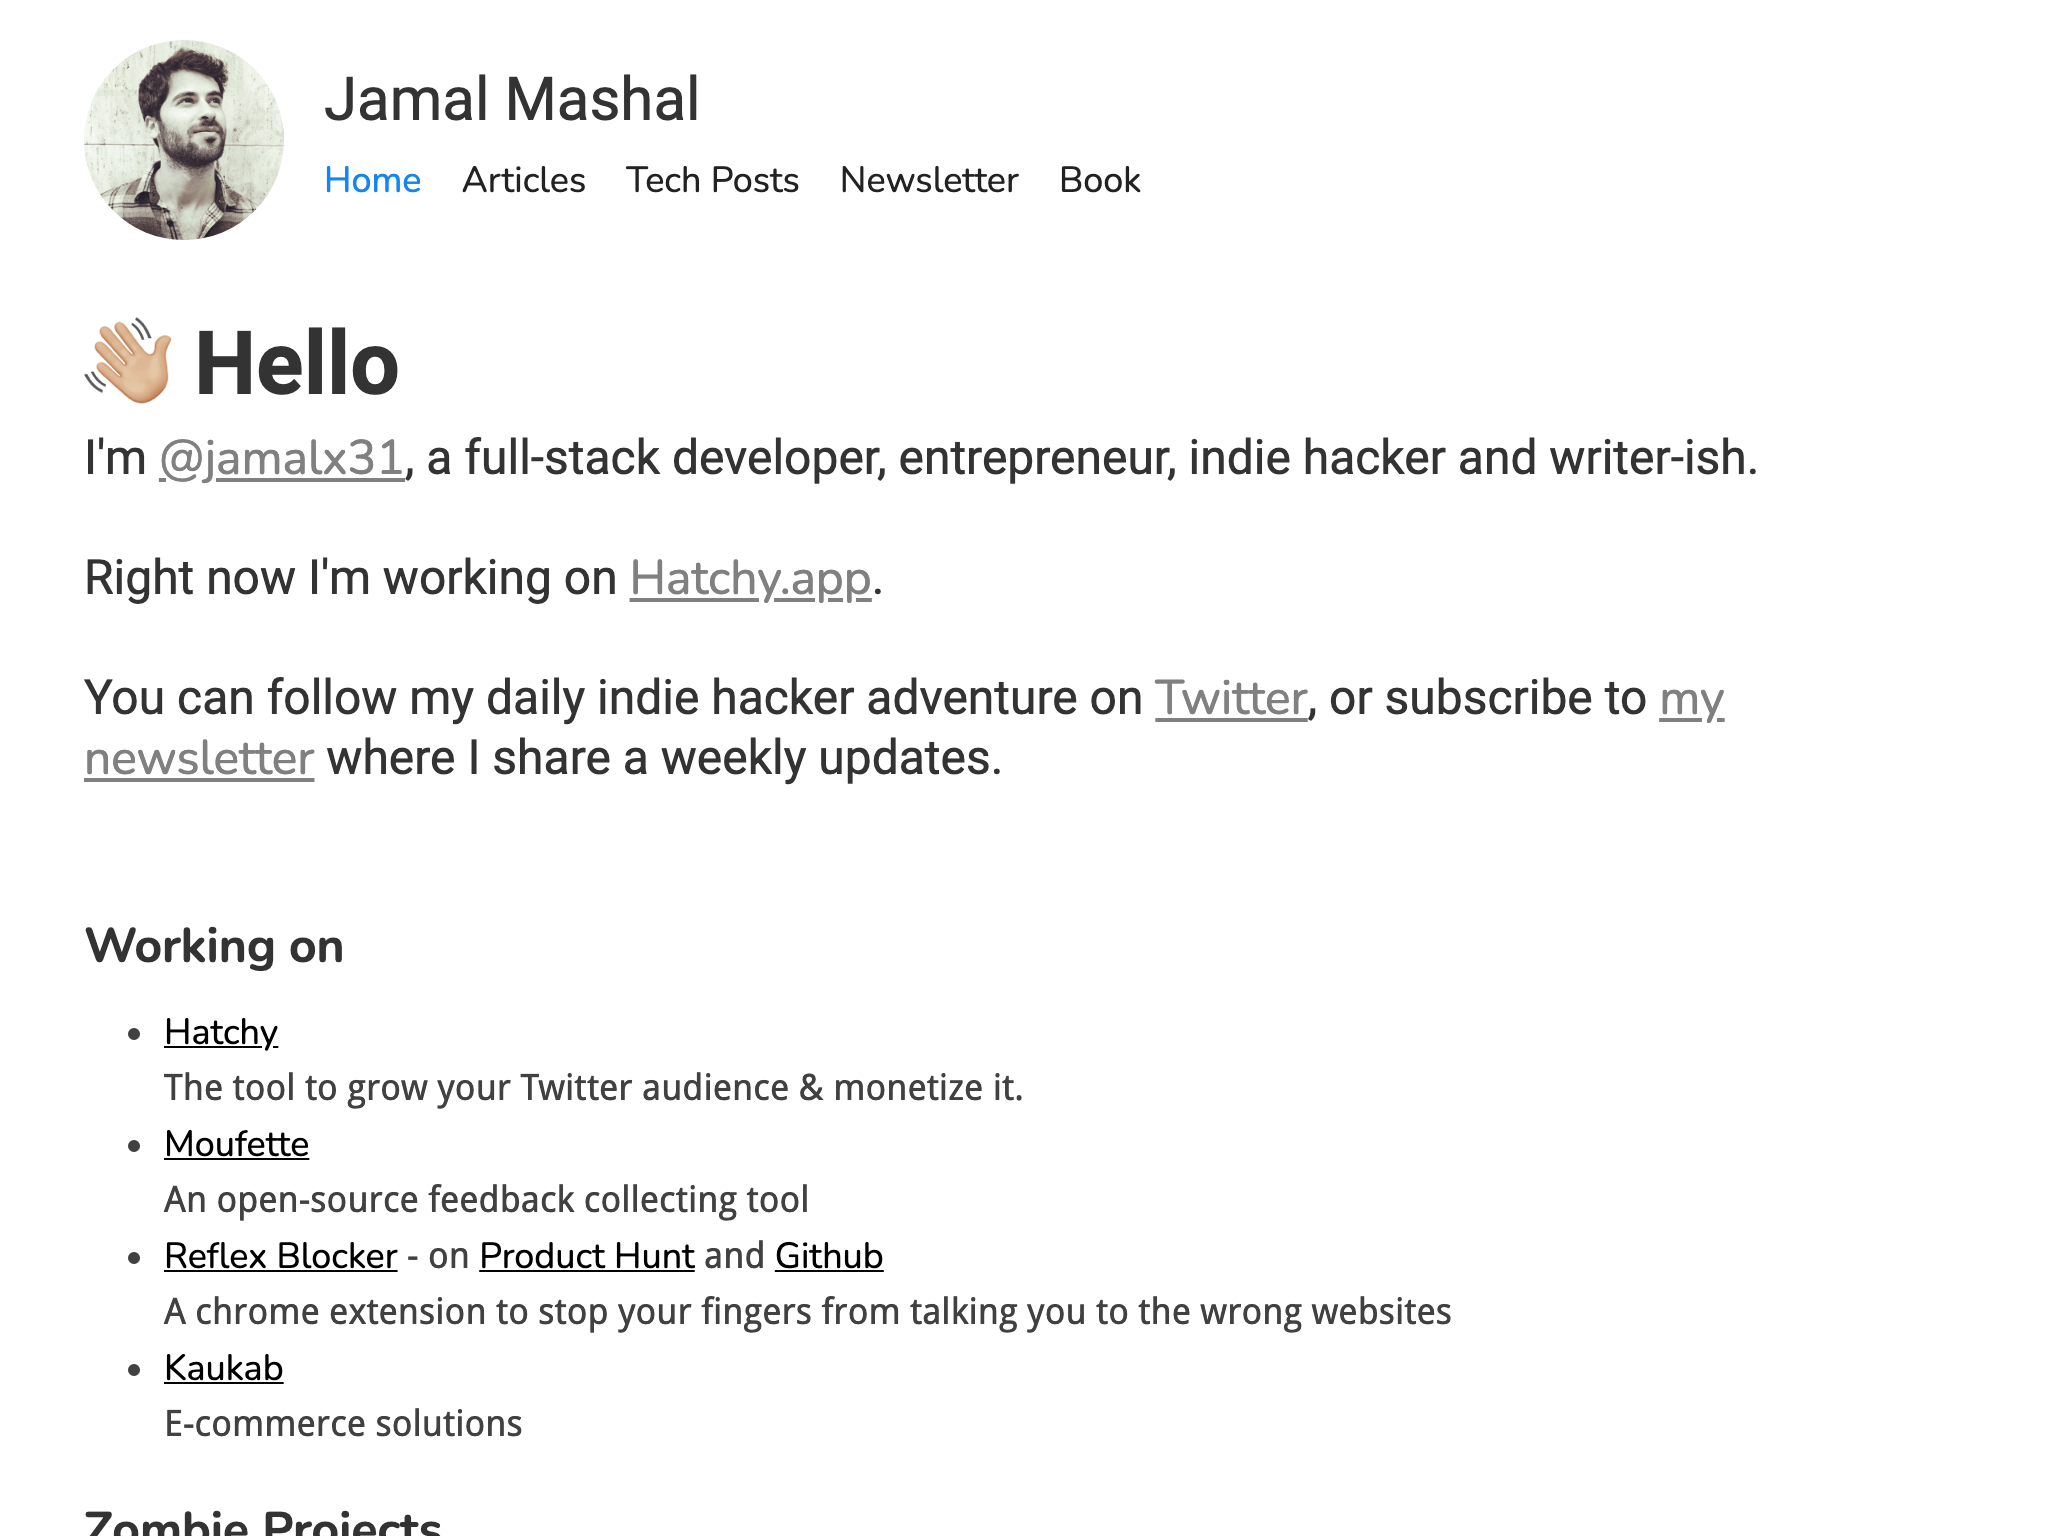 Jamal Mashal
Home Articles Tech Posts Newsletter Book
👋🏼 Hello
I'm @jamalx31, a full-stack developer, entrepreneur, indie hacker and writer-ish.
Right now I'm working on Hatchy.app.
You can follow my daily indie hacker adventure on Twitter, or subscribe to my
newsletter where I share a weekly updates.
Working on
• Hatchy
The tool to grow your Twitter audience & monetize it.
• Moufette
An open-source feedback collecting tool
• Reflex Blocker - on Product Hunt and Github
A chrome extension to stop your fingers from talking you to the wrong websites
• Kaukab
E-commerce solutions
Zombie Projects